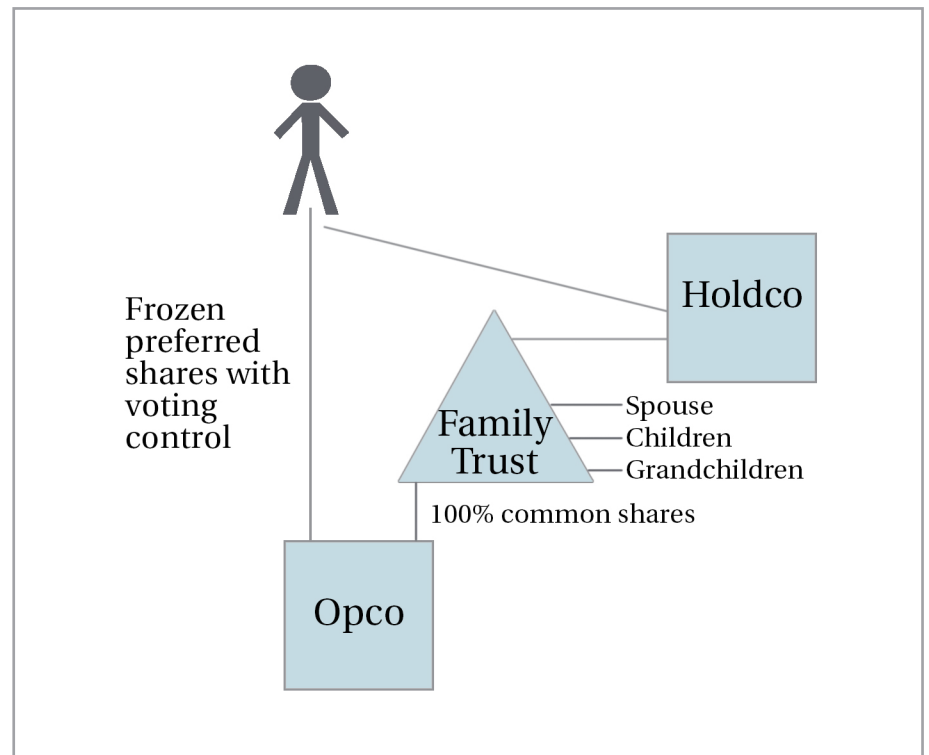 Holdco
Frozen
preferred
shares with
voting
control
Family
Trust
Spouse
Children
Grandchildren
100% common shares
Opco